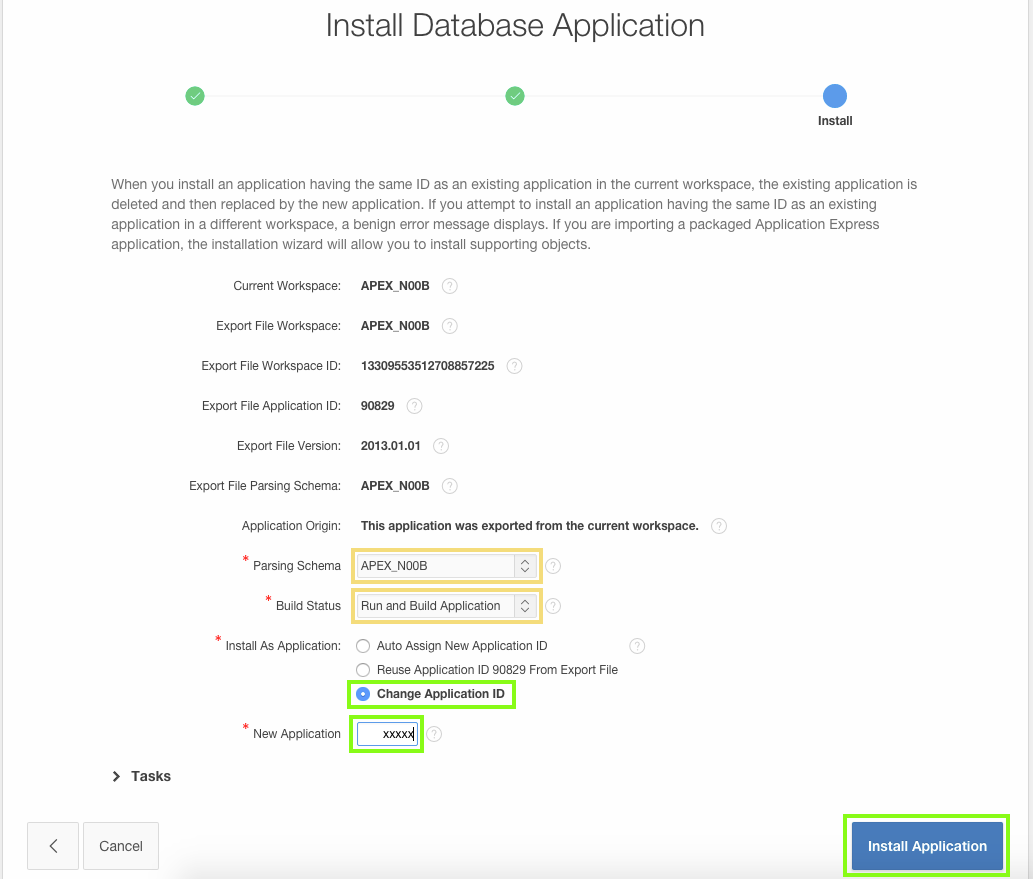 Install Database Application
Install
When you install an application having the same ID as an existing application in the current workspace, the existing application is
deleted and then replaced by the new application. If you attempt to install an application having the same ID as an existing
application in a different workspace, a benign error message displays. If you are importing a packaged Application Express
application, the installation wizard will allow you to install supporting objects.
Current Workspace: APEX_N00B ?
Export File Workspace: APEX_N00B ?
Export File Workspace ID: 13309553512708857225 ?
Export File Application ID: 90829 ?
Export File Version: 2013.01.01 ?
Export File Parsing Schema: APEX_N00B ?
Application Origin: This application was exported from the current workspace. ?
* Parsing Schema APEX_N00B ?
* Build Status Run and Build Application ?
* Install As Application: Auto Assign New Application ID ?
Reuse Application ID 90829 From Export File
Change Application ID
* New Application xxxxx ?
Tasks
Cancel Install Application